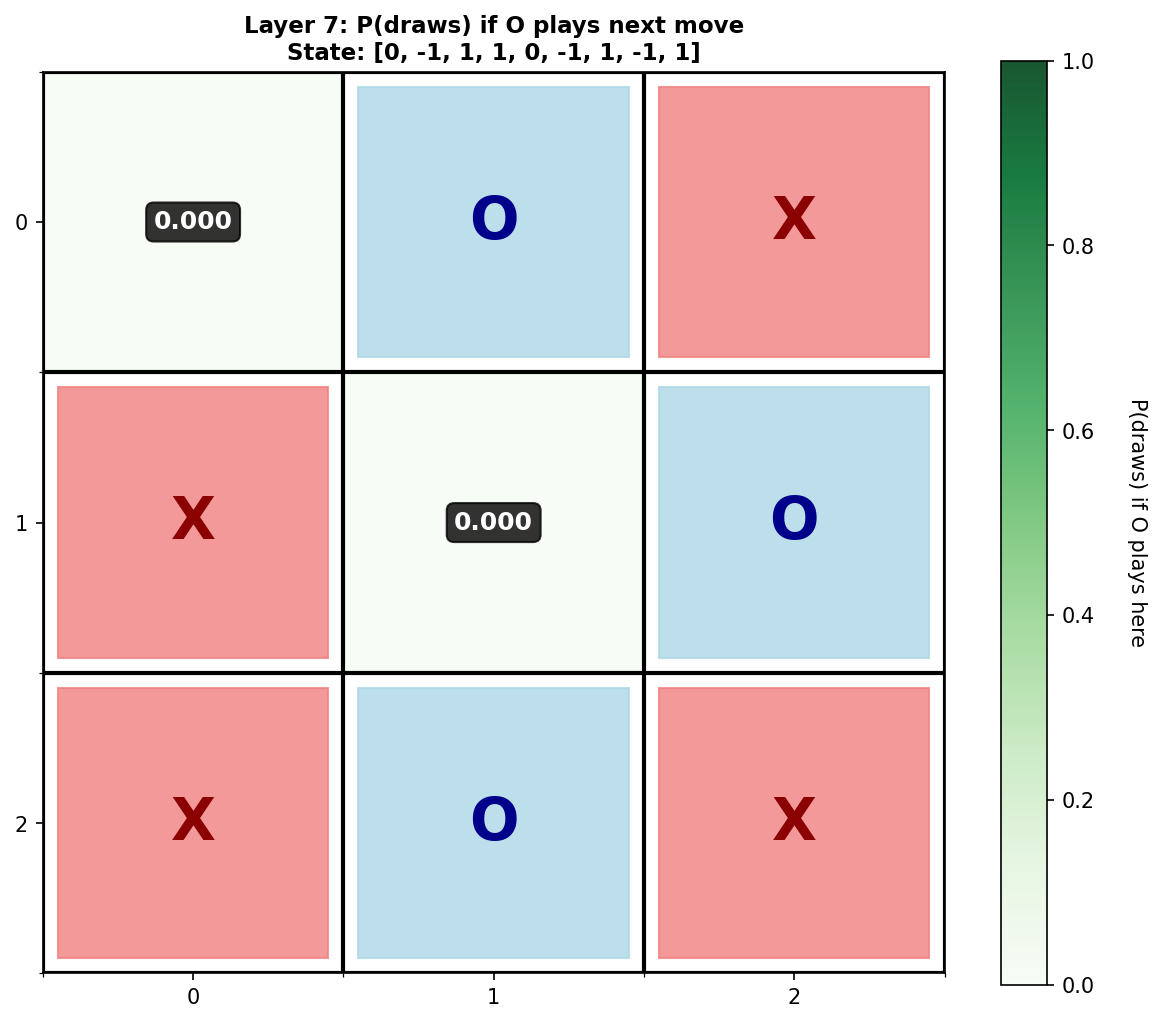 Layer 7: P(draws) if O plays next move
State: [0, -1, 1, 1, 0, -1, 1, -1, 1]
0
0.000
O
X
1
X
0.000
O
2
X
O
X
0
1
2
1.0
0.8
0.6
0.4
0.2
0.0
P(draws) if O plays here